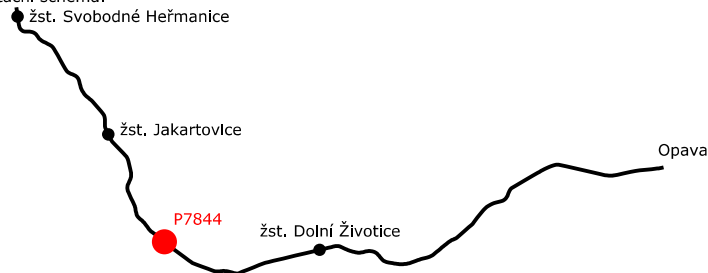 žst. Svobodné Heřmanice
žst. Jakartovice
Opava
P7844
žst. Dolní Životice